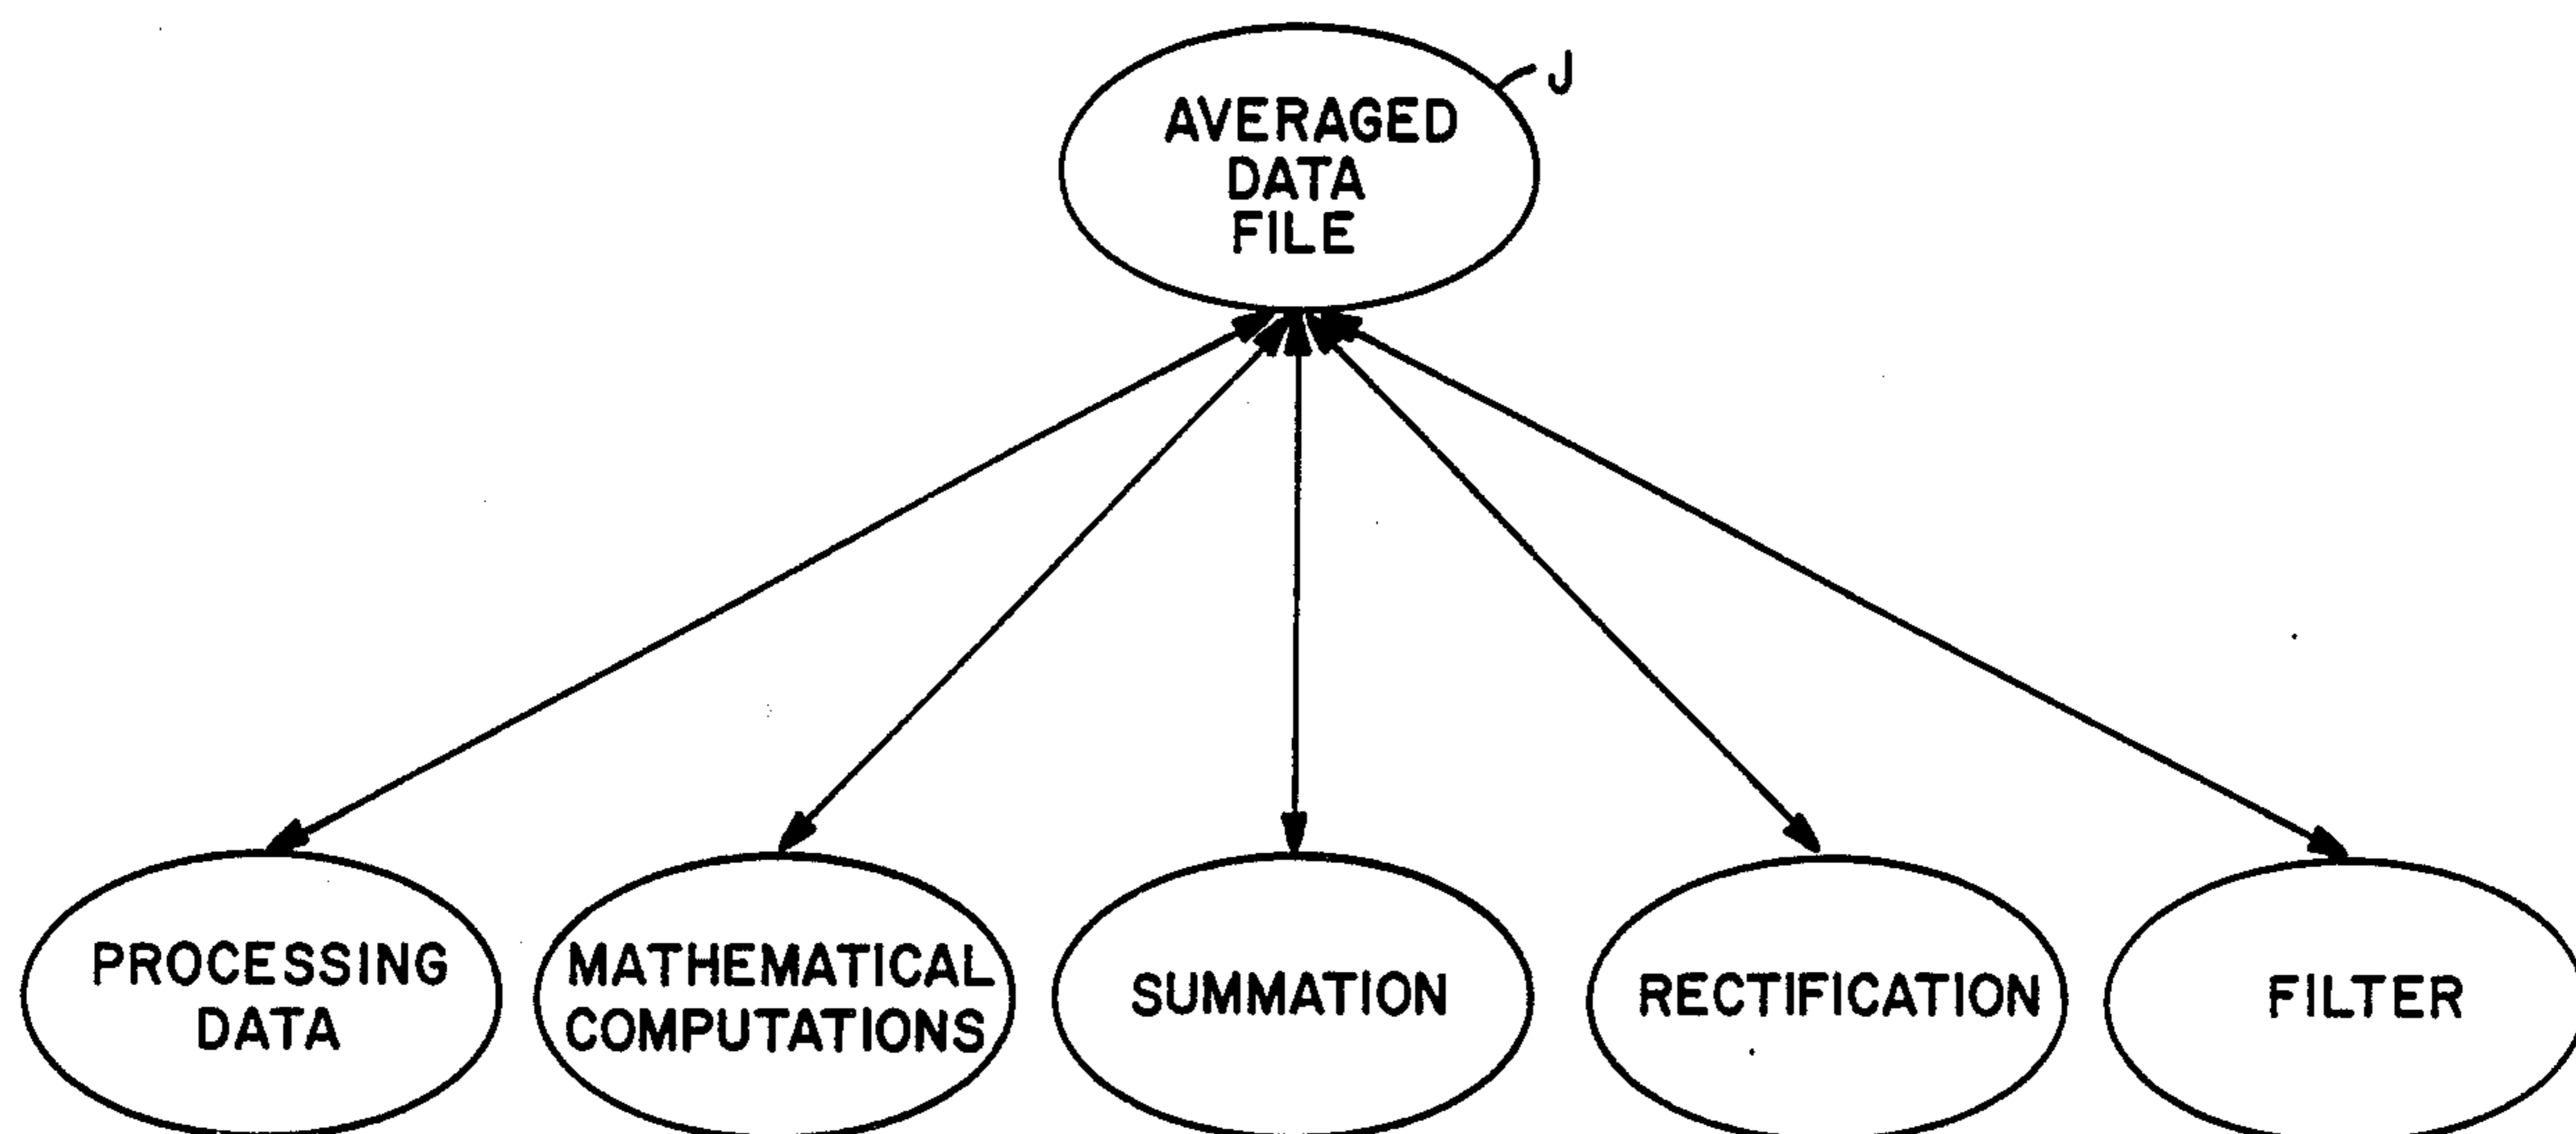 J
AVERAGED
DATA
FILE
PROCESSING
DATA
MATHEMATICAL
COMPUTATIONS
SUMMATION
RECTIFICATION
FILTER